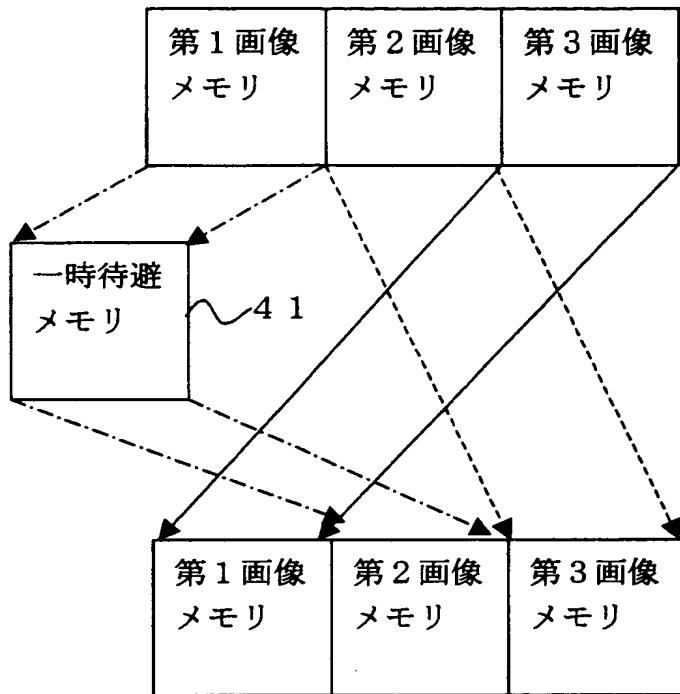 第１画像
メモリ
第２画像
メモリ
第３画像
メモリ
一時待避
メモリ
４１
第１画像
メモリ
第２画像
メモリ
第３画像
メモリ